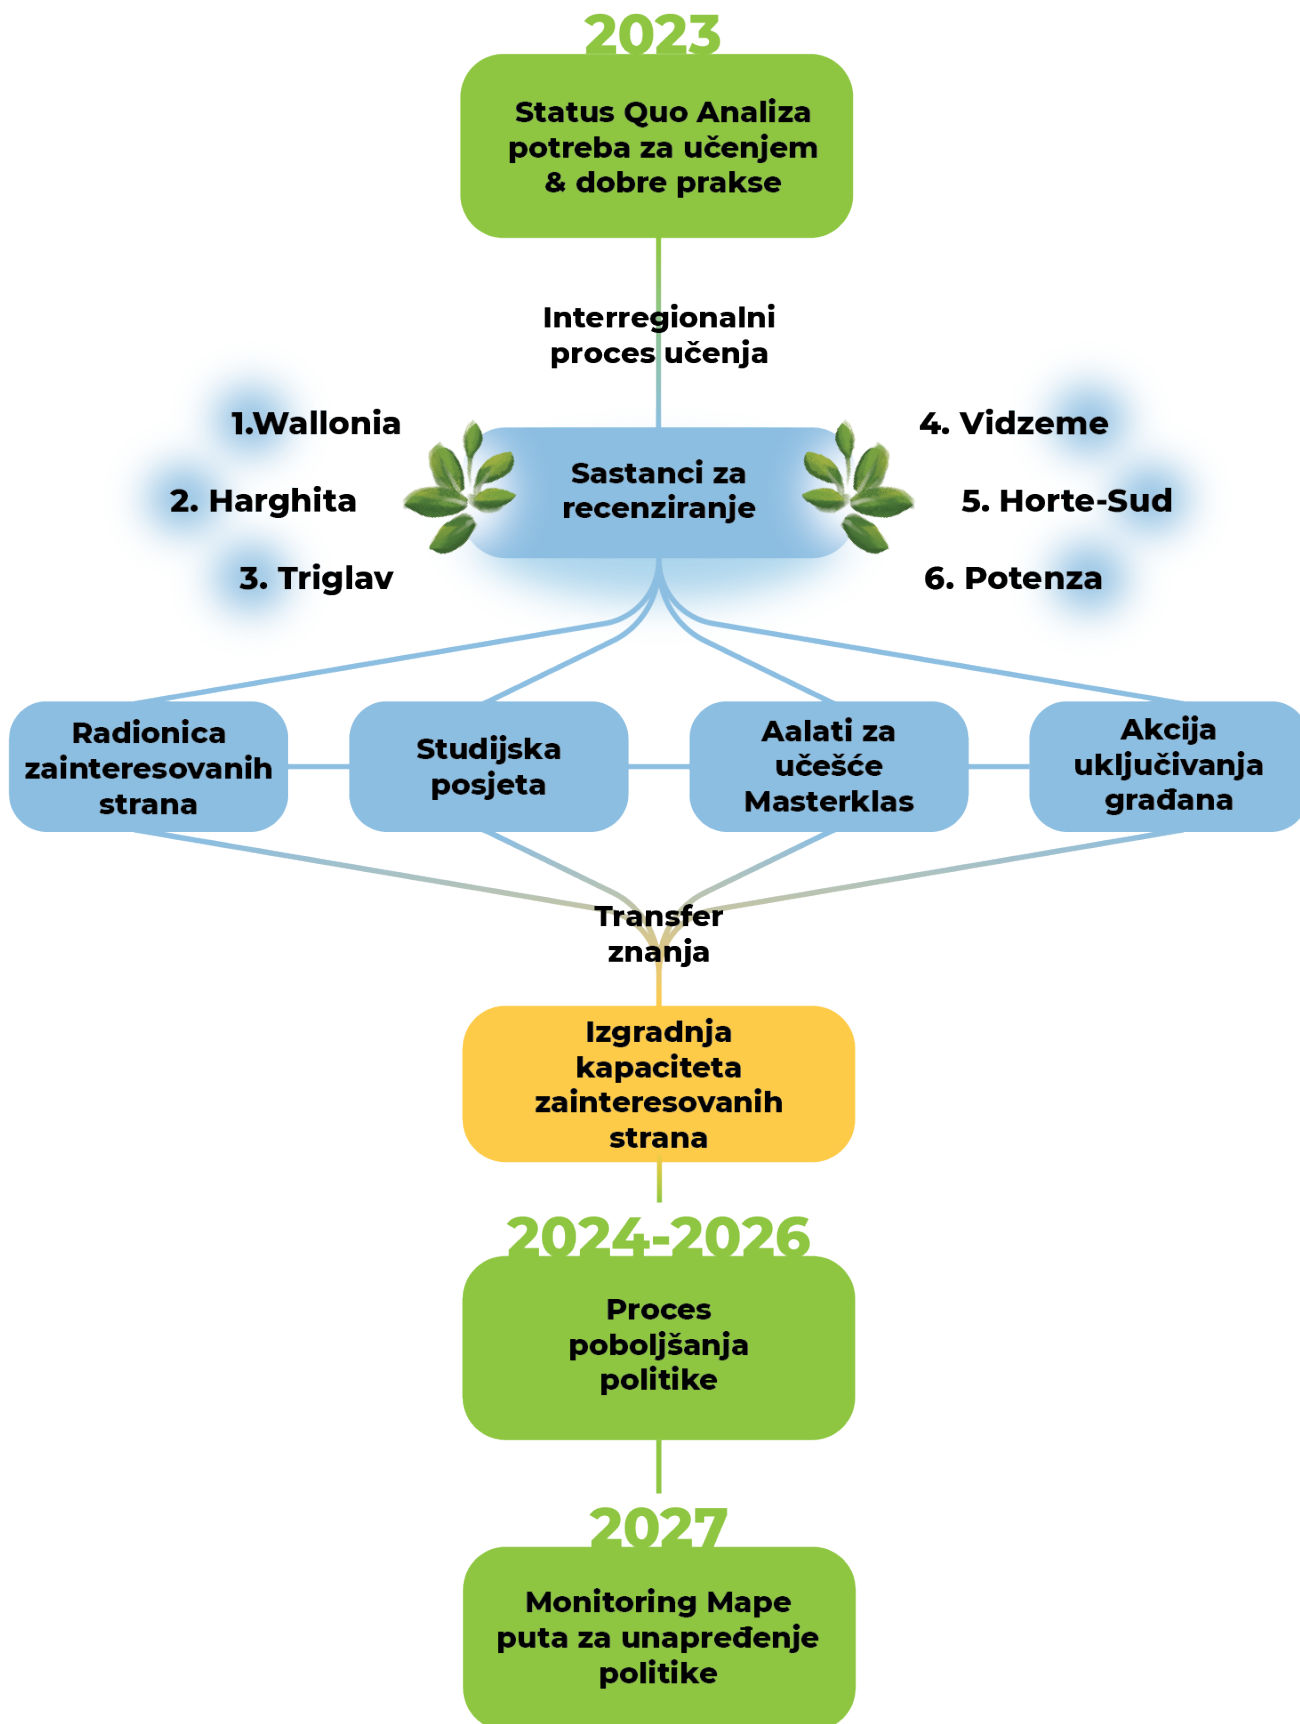 2023
Status Quo Analiza
potreba za učenjem
& dobre prakse
Interregionalni
proces učenja
1.Wallonia
2. Harghita
3. Triglav
Sastanci za
recenziranje
4. Vidzeme
5. Horte-Sud
6. Potenza
Radionica
zainteresovanih
strana
Studijska
posjeta
Aalati za
učešće
Masterklas
Akcija
uključivanja
građana
Transfer
znanja
Izgradnja
kapaciteta
zainteresovanih
strana
2024-2026
Proces
poboljšanja
politike
2027
Monitoring Mape
puta za unapređenje
politike